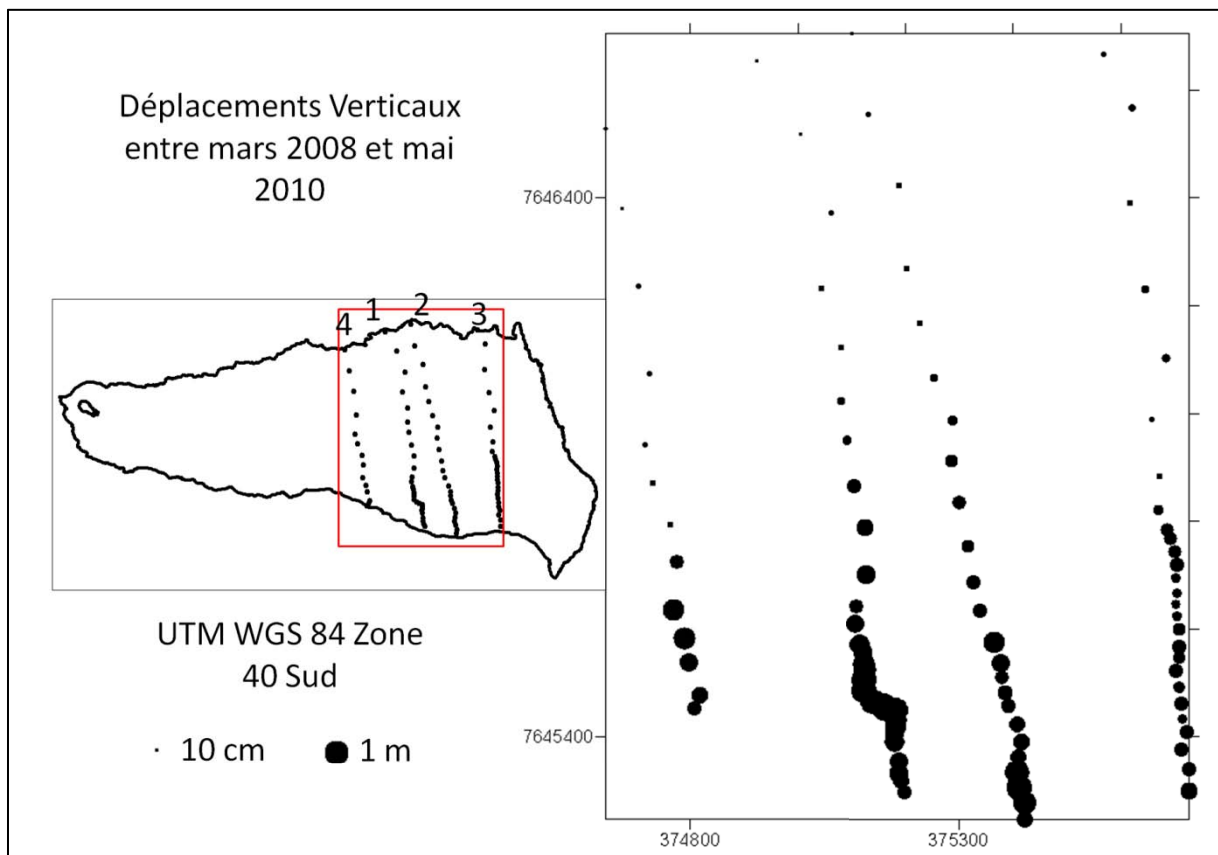 Déplacements Verticaux
entre mars 2008 et mai
2010
7646400
4 1 2 3
UTM WGS 84 Zone
40 Sud
10 cm 1 m
7645400
374800 375300